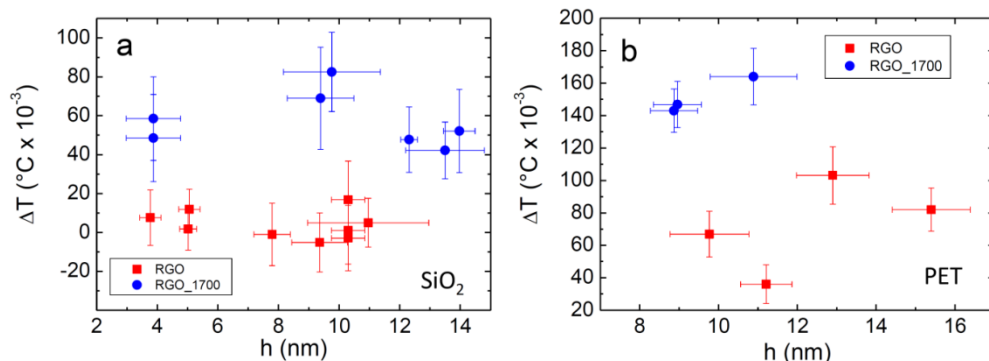 a
ΔT (°C x 10⁻³)
100
80
60
40
20
0
-20
RGO
RGO_1700
SiO₂
2 4 6 8 10 12 14
h (nm)
b
ΔT (°C x 10⁻³)
200
180
160
140
120
100
80
60
40
20
RGO
RGO_1700
PET
8 10 12 14 16
h (nm)